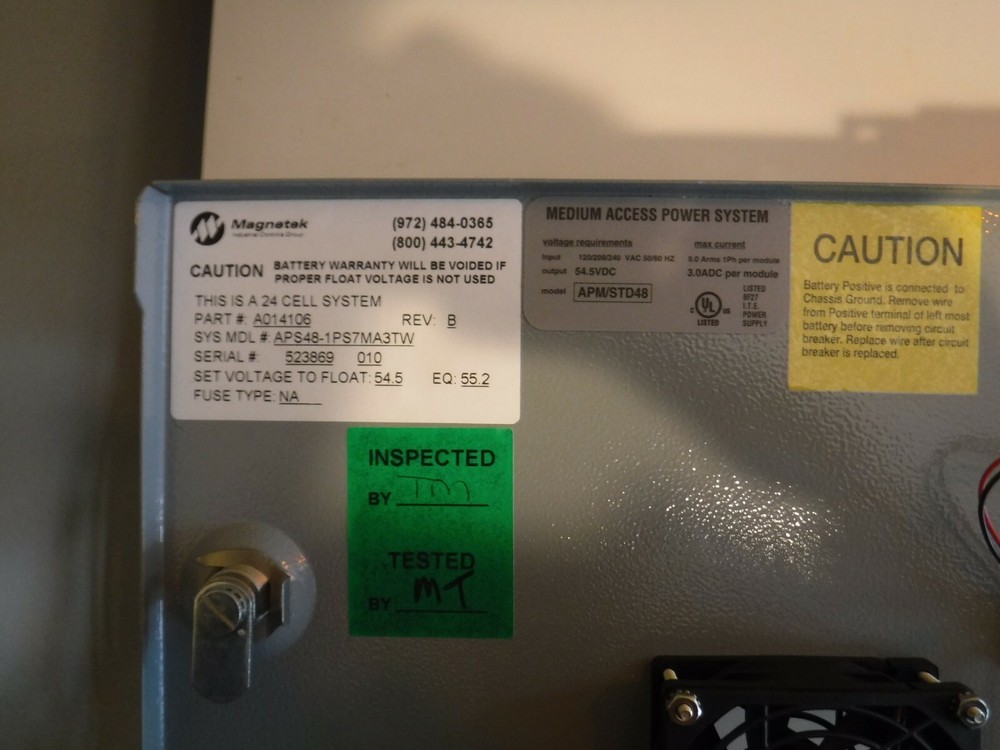 Magnetek
Industrial Controls Group
(972) 484-0365
(800) 443-4742
CAUTION BATTERY WARRANTY WILL BE VOIDED IF
PROPER FLOAT VOLTAGE IS NOT USED
THIS IS A 24 CELL SYSTEM
PART #: A014106 REV: B
SYS MDL #: APS48-1PS7MA3TW
SERIAL #: 523869 010
SET VOLTAGE TO FLOAT: 54.5 EQ: 55.2
FUSE TYPE: NA
MEDIUM ACCESS POWER SYSTEM
voltage requirements max current
input 120/208/240 VAC 50/60 HZ 8.0 Arms 1Ph per module
output 54.5VDC 3.0ADC per module
model APM/STD48
C UL US
LISTED
LISTED
8F27
I.T.E.
POWER
SUPPLY
CAUTION
Battery Positive is connected to
Chassis Ground. Remove wire
from Positive terminal of left most
battery before removing circuit
breaker. Replace wire after circuit
breaker is replaced.
INSPECTED
BY TM
TESTED
BY MT